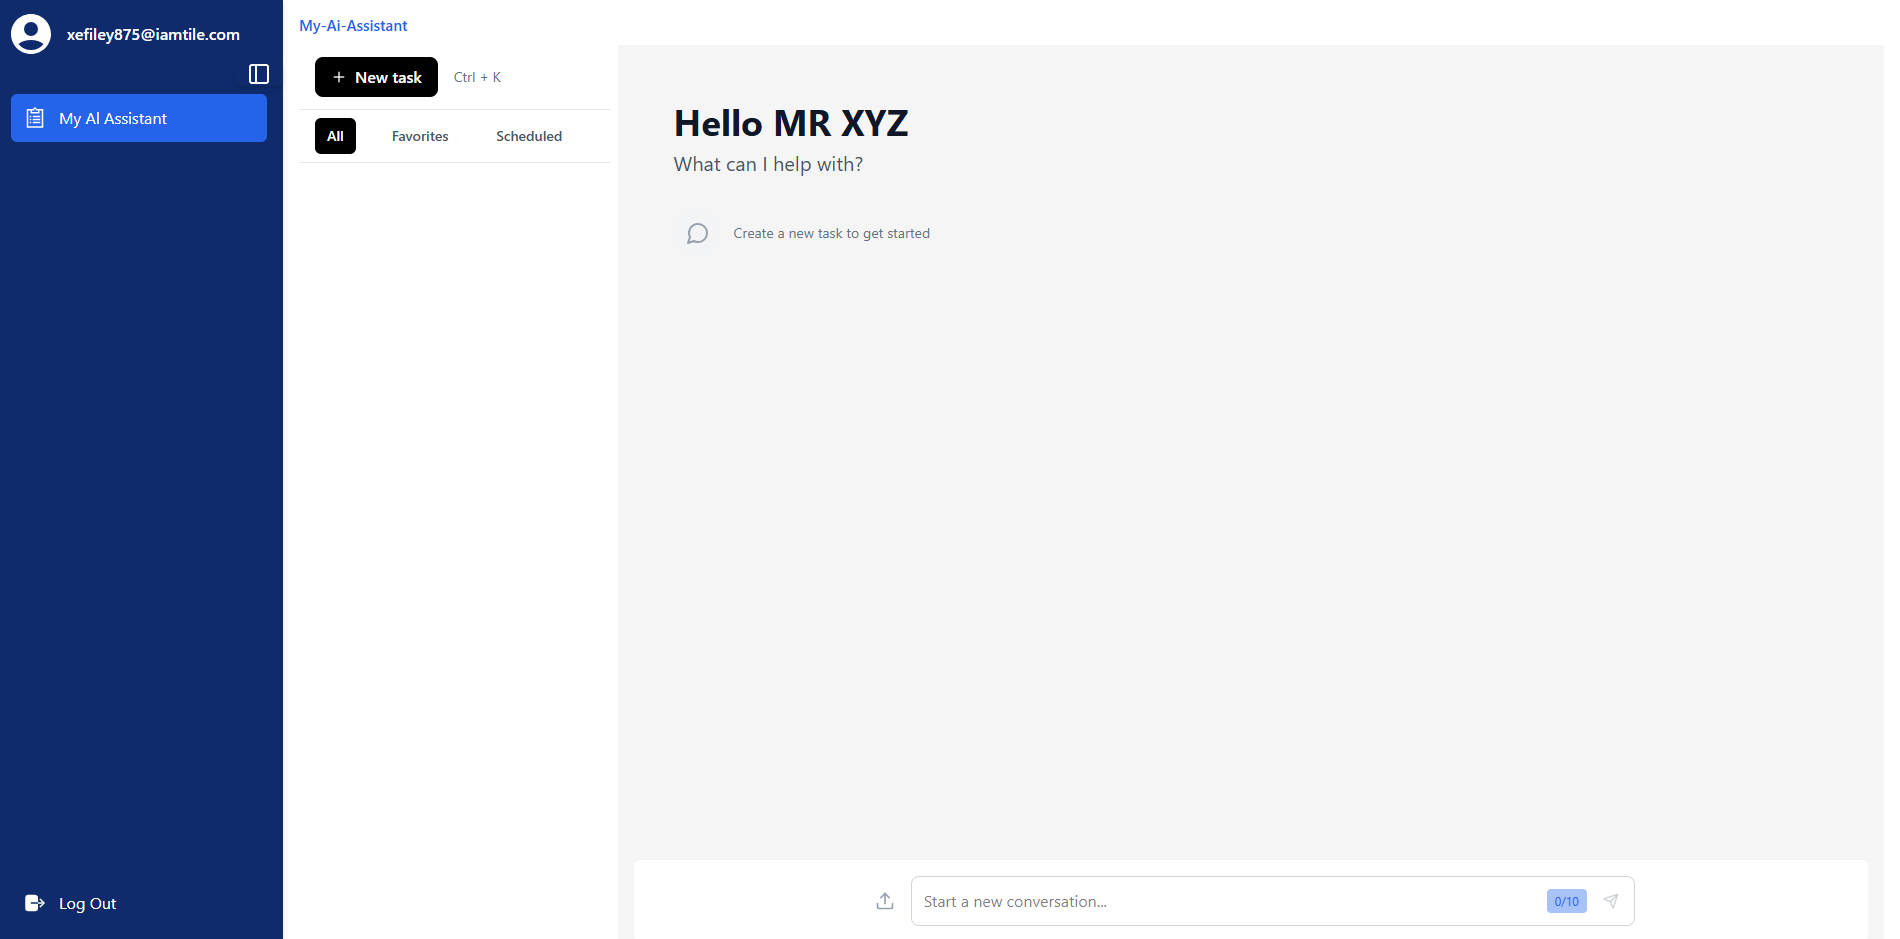 xefiley875@iamtile.com
My AI Assistant
Log Out
My-Ai-Assistant
+ New task Ctrl + K
All Favorites Scheduled
Hello MR XYZ
What can I help with?
Create a new task to get started
Start a new conversation... 0/10